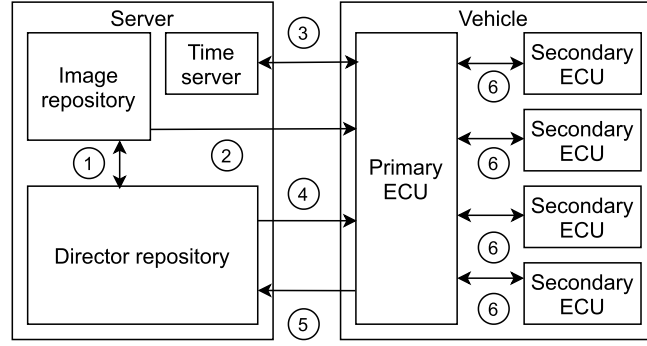 Server
Vehicle
Image
repository
Time
server
3
Secondary
ECU
6
1
2
Primary
ECU
Secondary
ECU
6
Director repository
4
Secondary
ECU
6
5
Secondary
ECU
6